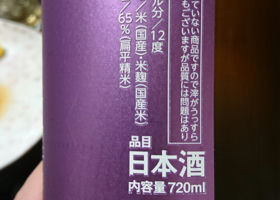 ていない商品ですので滓がうっすら
もございますが品質には問題はあり
ル分/12度
/米(国産)・米麹(国産米)
/65%(扁平精米)
品目
日本酒
内容量 720ml